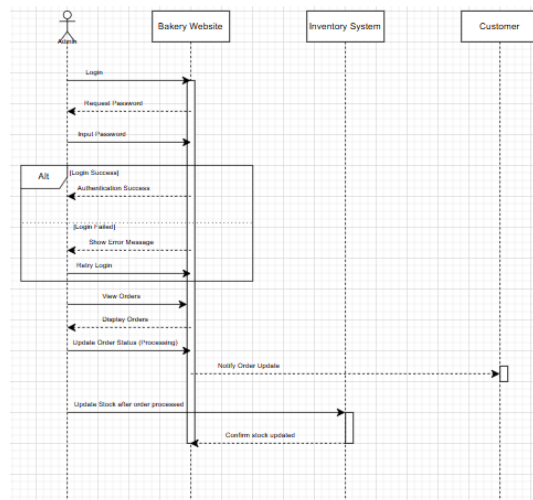 Bakery Website
Inventory System
Customer
Admin
Login
Request Password
Input Password
Alt
[Login Success]
Authentication Success
[Login Failed]
Show Error Message
Retry Login
View Orders
Display Orders
Update Order Status (Processing)
Notify Order Update
Update Stock after order processed
Confirm stock updated